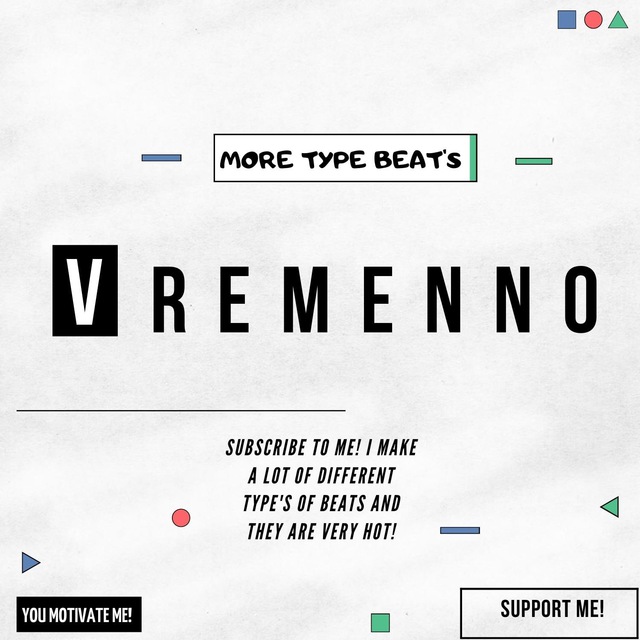 MORE TYPE BEAT'S
VREMENNO
SUBSCRIBE TO ME! I MAKE
A LOT OF DIFFERENT
TYPE'S OF BEATS AND
THEY ARE VERY HOT!
YOU MOTIVATE ME!
SUPPORT ME!